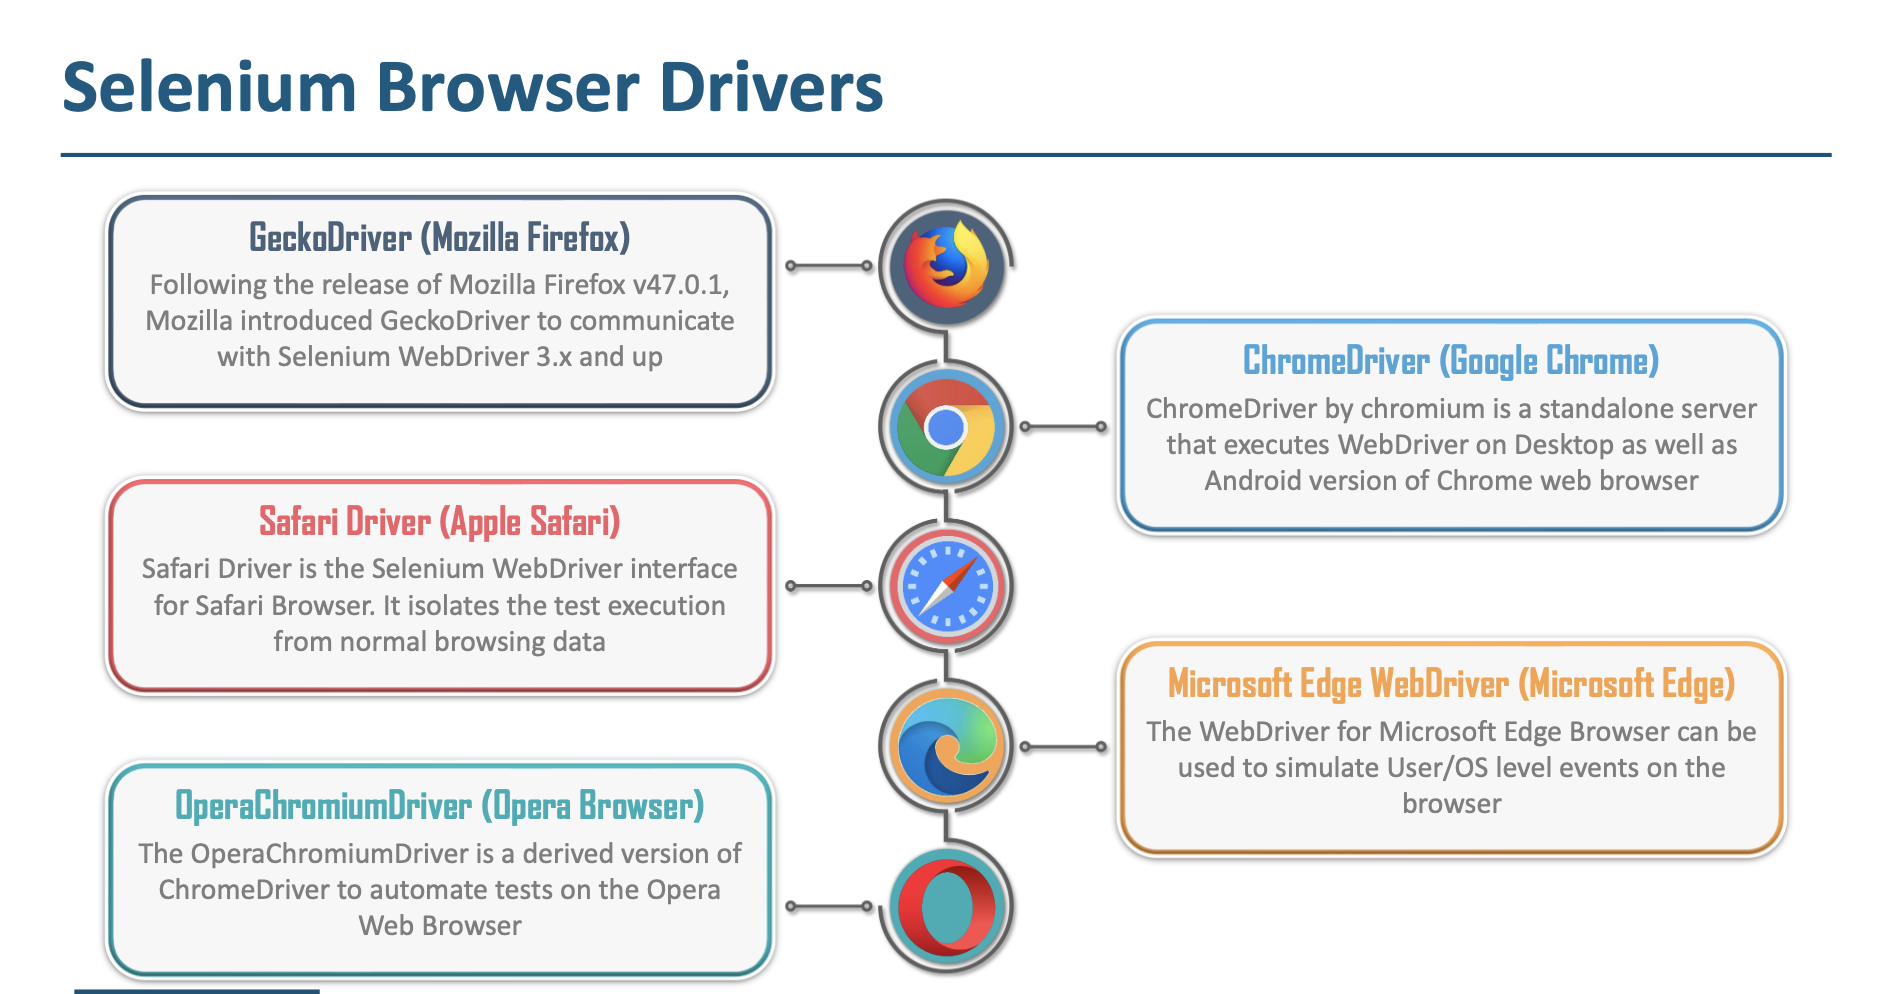 Selenium Browser Drivers
GeckoDriver (Mozilla Firefox)
Following the release of Mozilla Firefox v47.0.1,
Mozilla introduced GeckoDriver to communicate
with Selenium WebDriver 3.x and up
ChromeDriver (Google Chrome)
ChromeDriver by chromium is a standalone server
that executes WebDriver on Desktop as well as
Android version of Chrome web browser
Safari Driver (Apple Safari)
Safari Driver is the Selenium WebDriver interface
for Safari Browser. It isolates the test execution
from normal browsing data
Microsoft Edge WebDriver (Microsoft Edge)
The WebDriver for Microsoft Edge Browser can be
used to simulate User/OS level events on the
browser
OperaChromiumDriver (Opera Browser)
The OperaChromiumDriver is a derived version of
ChromeDriver to automate tests on the Opera
Web Browser